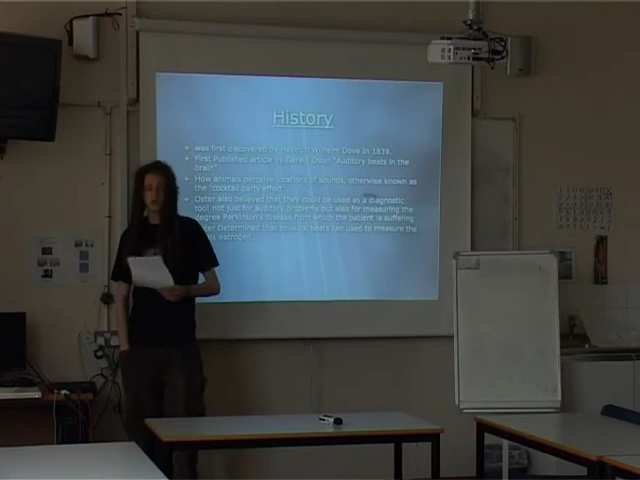 History
was first discovered by Heinrich Wilhelm Dove in 1839.
First Published article by Gerald Oster "Auditory beats in the
brain"
How animals perceive locations of sounds, otherwise known as
the 'cocktail party effect'
Oster also believed that they could be used as a diagnostic
tool not just for auditory problems but also for measuring the
degree Parkinson's disease from which the patient is suffering
Determined that binaural beats can used to measure the
estrogen